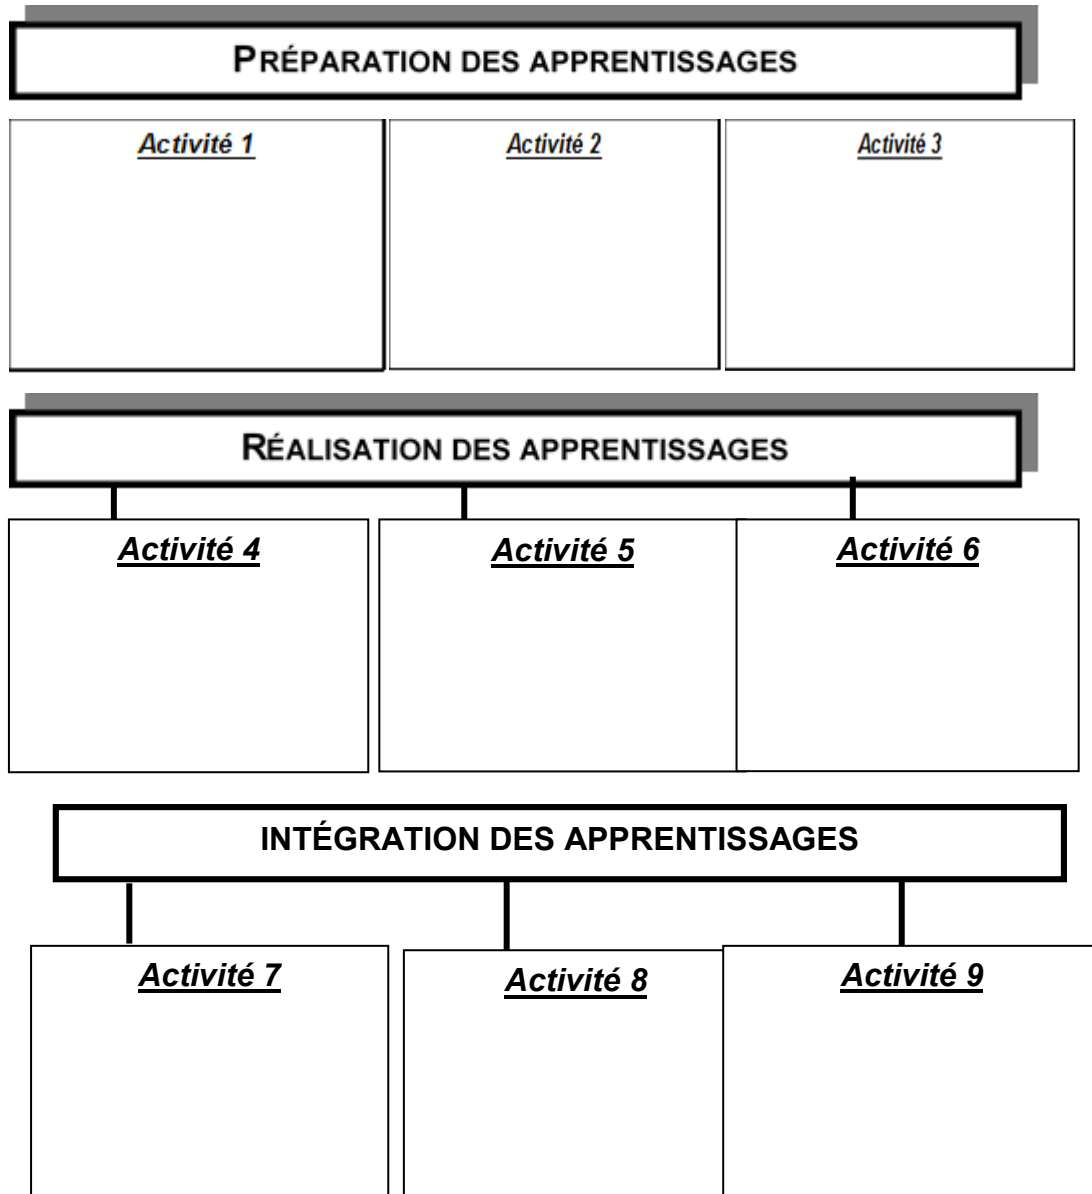 PRÉPARATION DES APPRENTISSAGES
Activité 1
Activité 2
Activité 3
RÉALISATION DES APPRENTISSAGES
Activité 4
Activité 5
Activité 6
INTÉGRATION DES APPRENTISSAGES
Activité 7
Activité 8
Activité 9